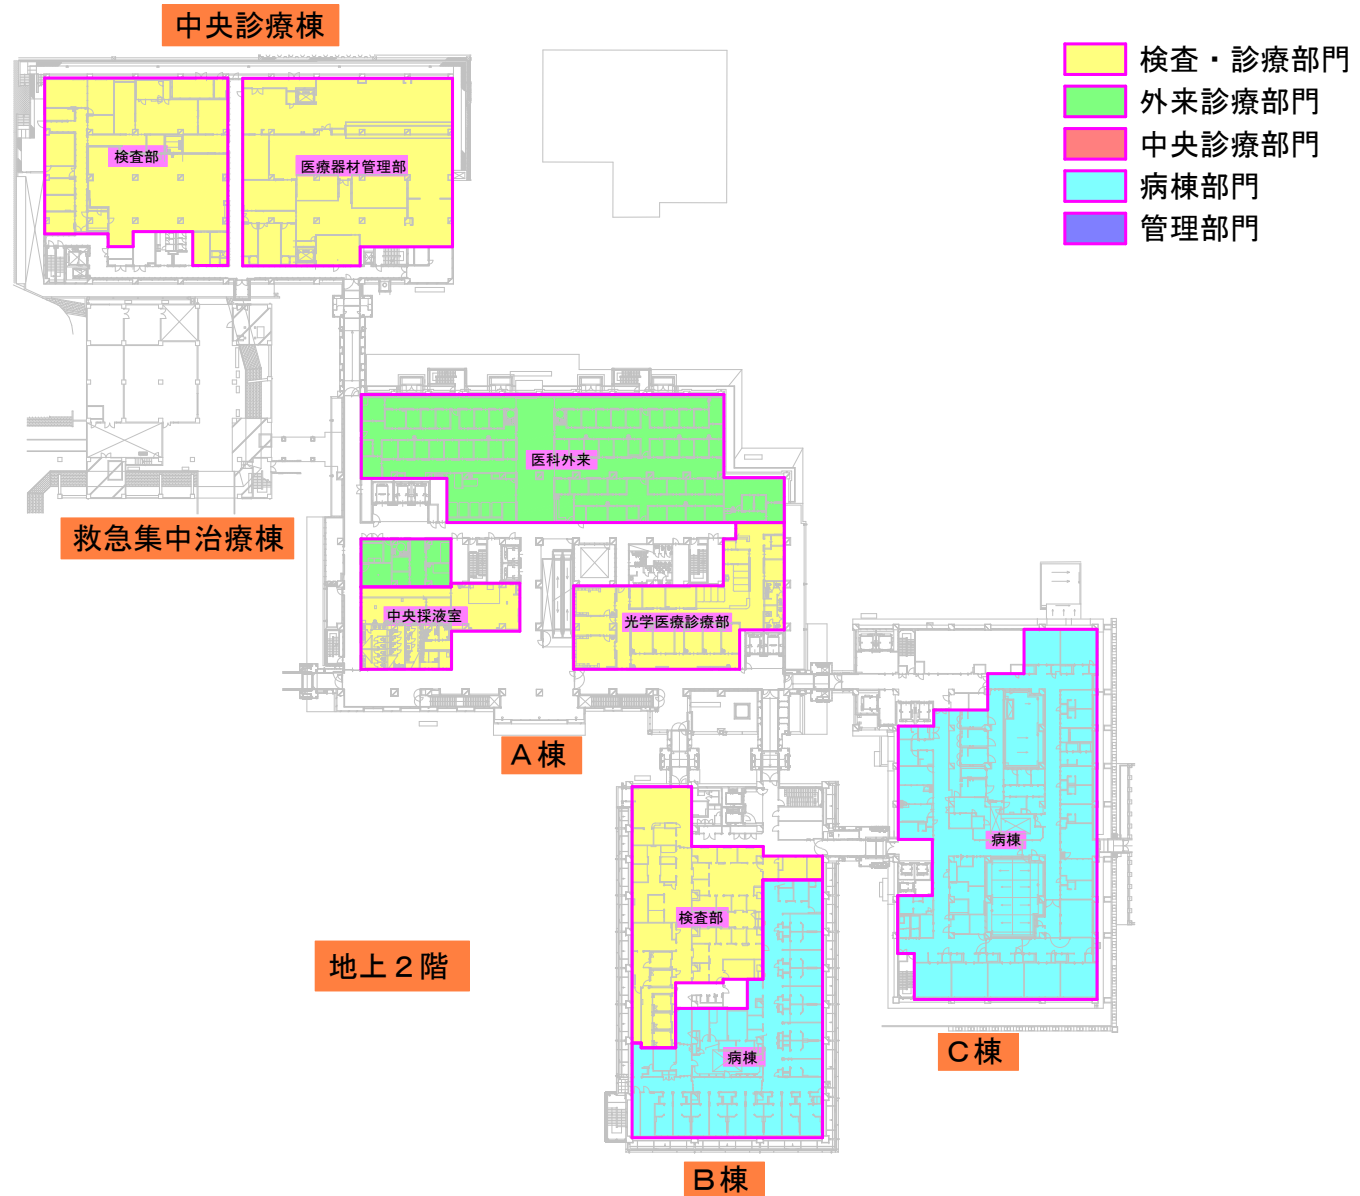 中央診療棟
検査・診療部門
外来診療部門
中央診療部門
病棟部門
管理部門
検査部
医療器材管理部
医科外来
救急集中治療棟
中央採液室
光学医療診療部
A棟
病棟
検査部
地上2階
病棟
C棟
B棟